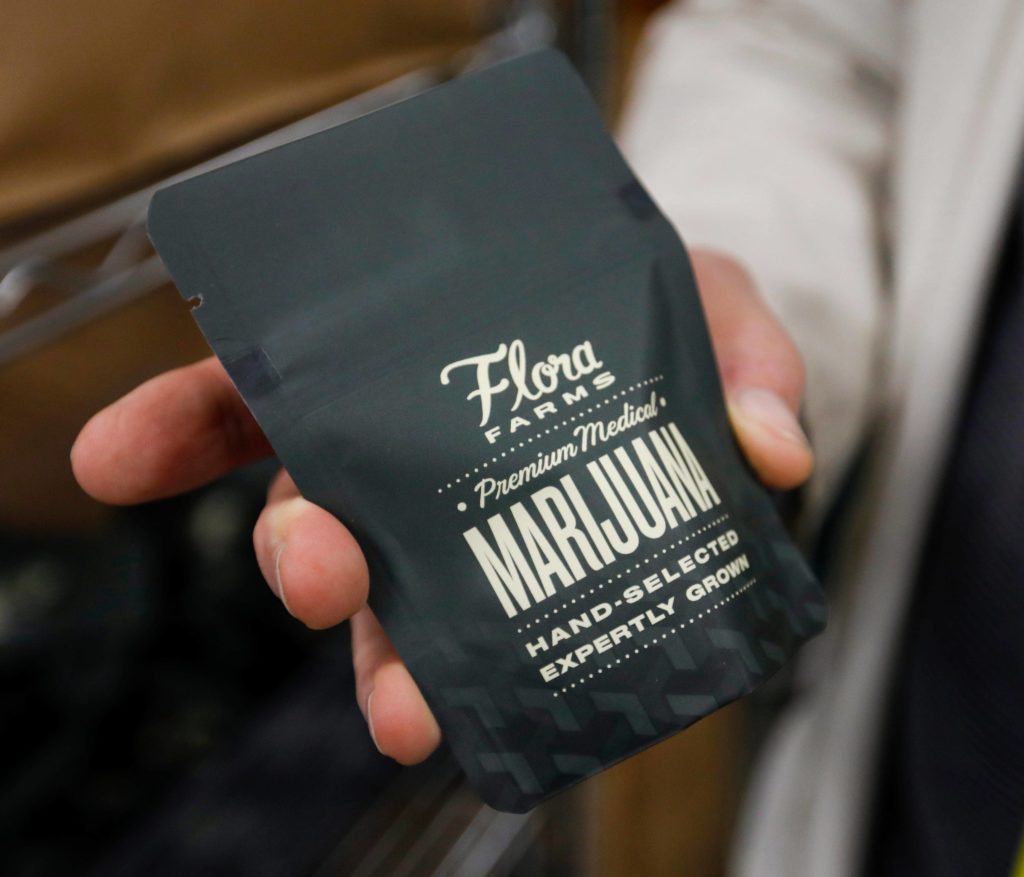 Flora
FARMS
Premium Medical
MARIJUANA
HAND-SELECTED
EXPERTLY GROWN